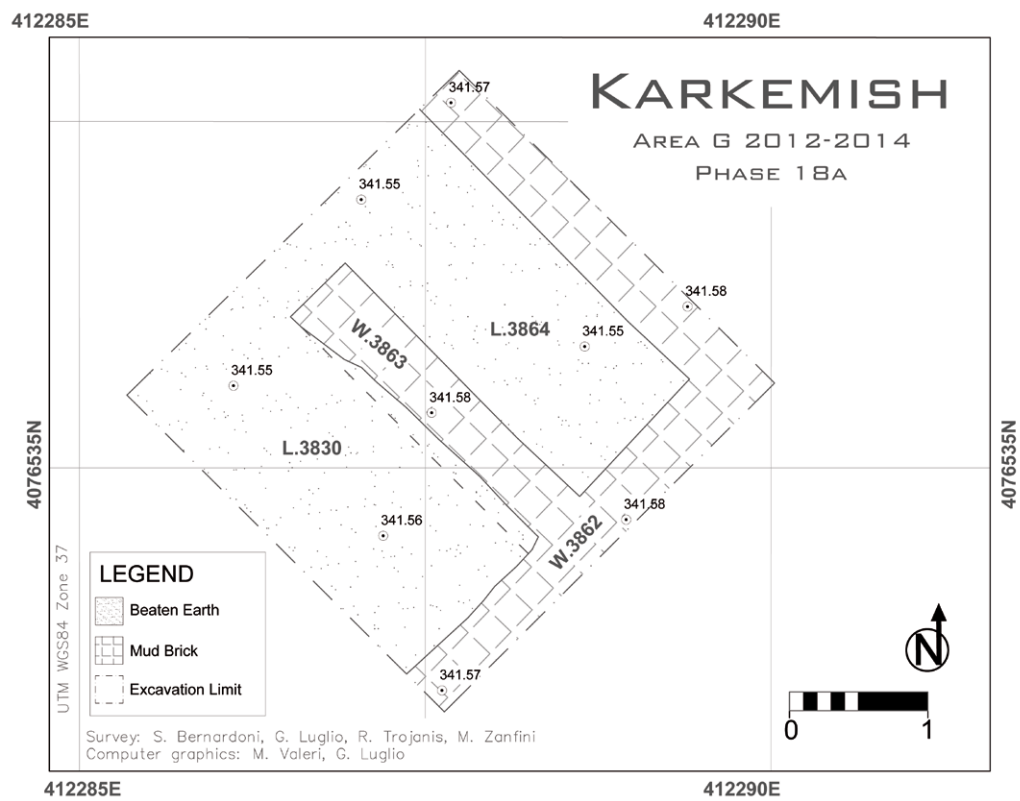 412285E 412290E
KARKEMISH
AREA G 2012-2014
PHASE 18A
341.57
341.55
341.58
L.3864
341.55
W.3863
341.55
341.58
L.3830
4076535N
4076535N
341.58
341.56
W.3862
UTM WGS84 Zone 37
LEGEND
Beaten Earth
Mud Brick
Excavation Limit
341.57
N
0 1
Survey: S. Bernardoni, G. Luglio, R. Trojanis, M. Zanfini
Computer graphics: M. Valeri, G. Luglio
412285E 412290E